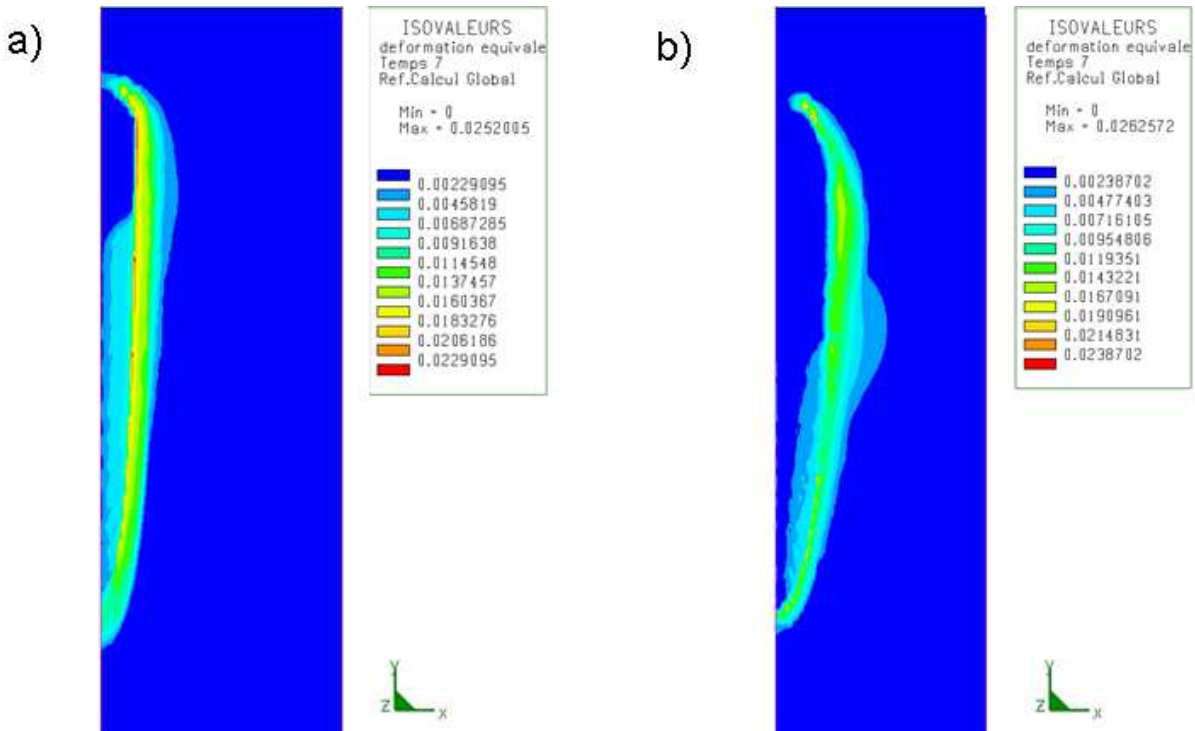 a)
ISOVALEURS
deformation equivale
Temps 7
Ref.Calcul Global
Min = 0
Max = 0.0252005
0.00229095
0.0045819
0.00687285
0.0091638
0.0114548
0.0137457
0.0160367
0.0183276
0.0206186
0.0229095
Y
Z
X
b)
ISOVALEURS
deformation equivale
Temps 7
Ref.Calcul Global
Min = 0
Max = 0.0262572
0.00238702
0.00477403
0.00716105
0.00954806
0.0119351
0.0143221
0.0167091
0.0190961
0.0214831
0.0238702
Y
Z
X